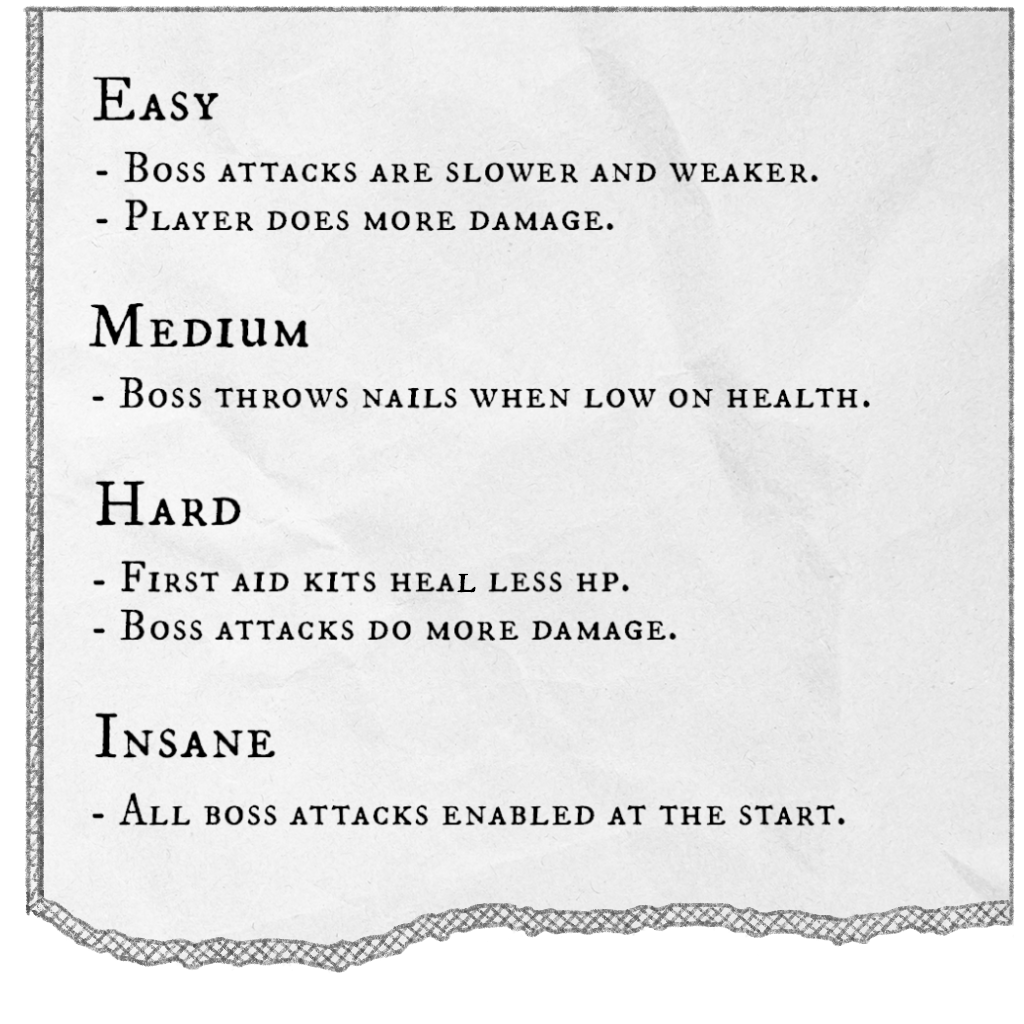 Easy
- Boss attacks are slower and weaker.
- Player does more damage.
Medium
- Boss throws nails when low on health.
Hard
- First aid kits heal less hp.
- Boss attacks do more damage.
Insane
- All boss attacks enabled at the start.